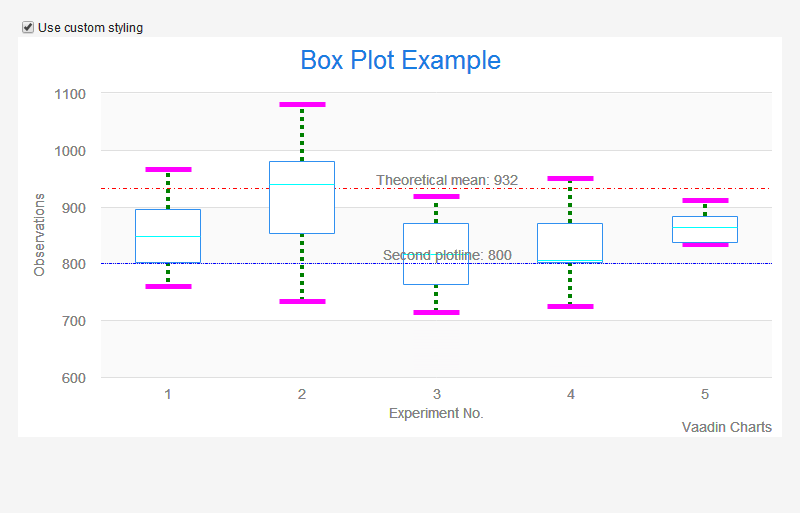 Use custom styling
Box Plot Example
1100
1000
900
800
700
600
Observations
Theoretical mean: 932
Second plotline: 800
1 2 3 4 5
Experiment No.
Vaadin Charts